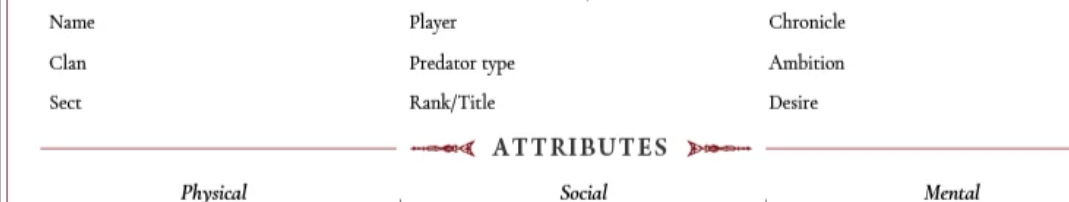 Name Player Chronicle
Clan Predator type Ambition
Sect Rank/Title Desire
ATTRIBUTES
Physical Social Mental